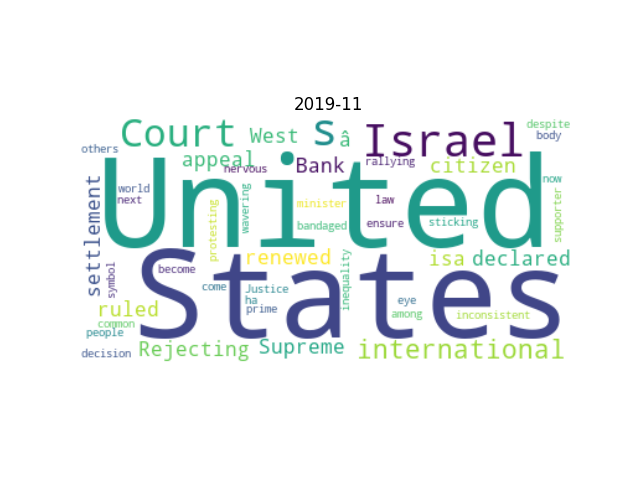 2019-11
despite
Court
s
West
â
Israel
body
others
appeal
nervous
Bank
rallying
citizen
United
world
next
wavering
minister
law
now
settlement
protesting
bandaged
ensure
sticking
supporter
renewed
isa
declared
States
become
symbol
come
Justice
ha
prime
inequality
eye
among
inconsistent
ruled
common
people
decision
Rejecting
Supreme
international